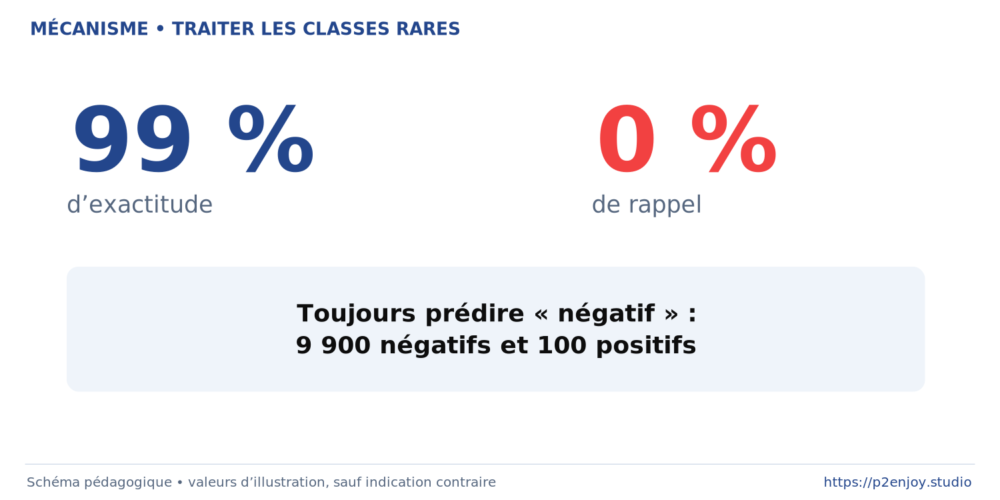 MÉCANISME • TRAITER LES CLASSES RARES
99 %
d’exactitude
0 %
de rappel
Toujours prédire « négatif » :
9 900 négatifs et 100 positifs
Schéma pédagogique • valeurs d’illustration, sauf indication contraire
https://p2enjoy.studio